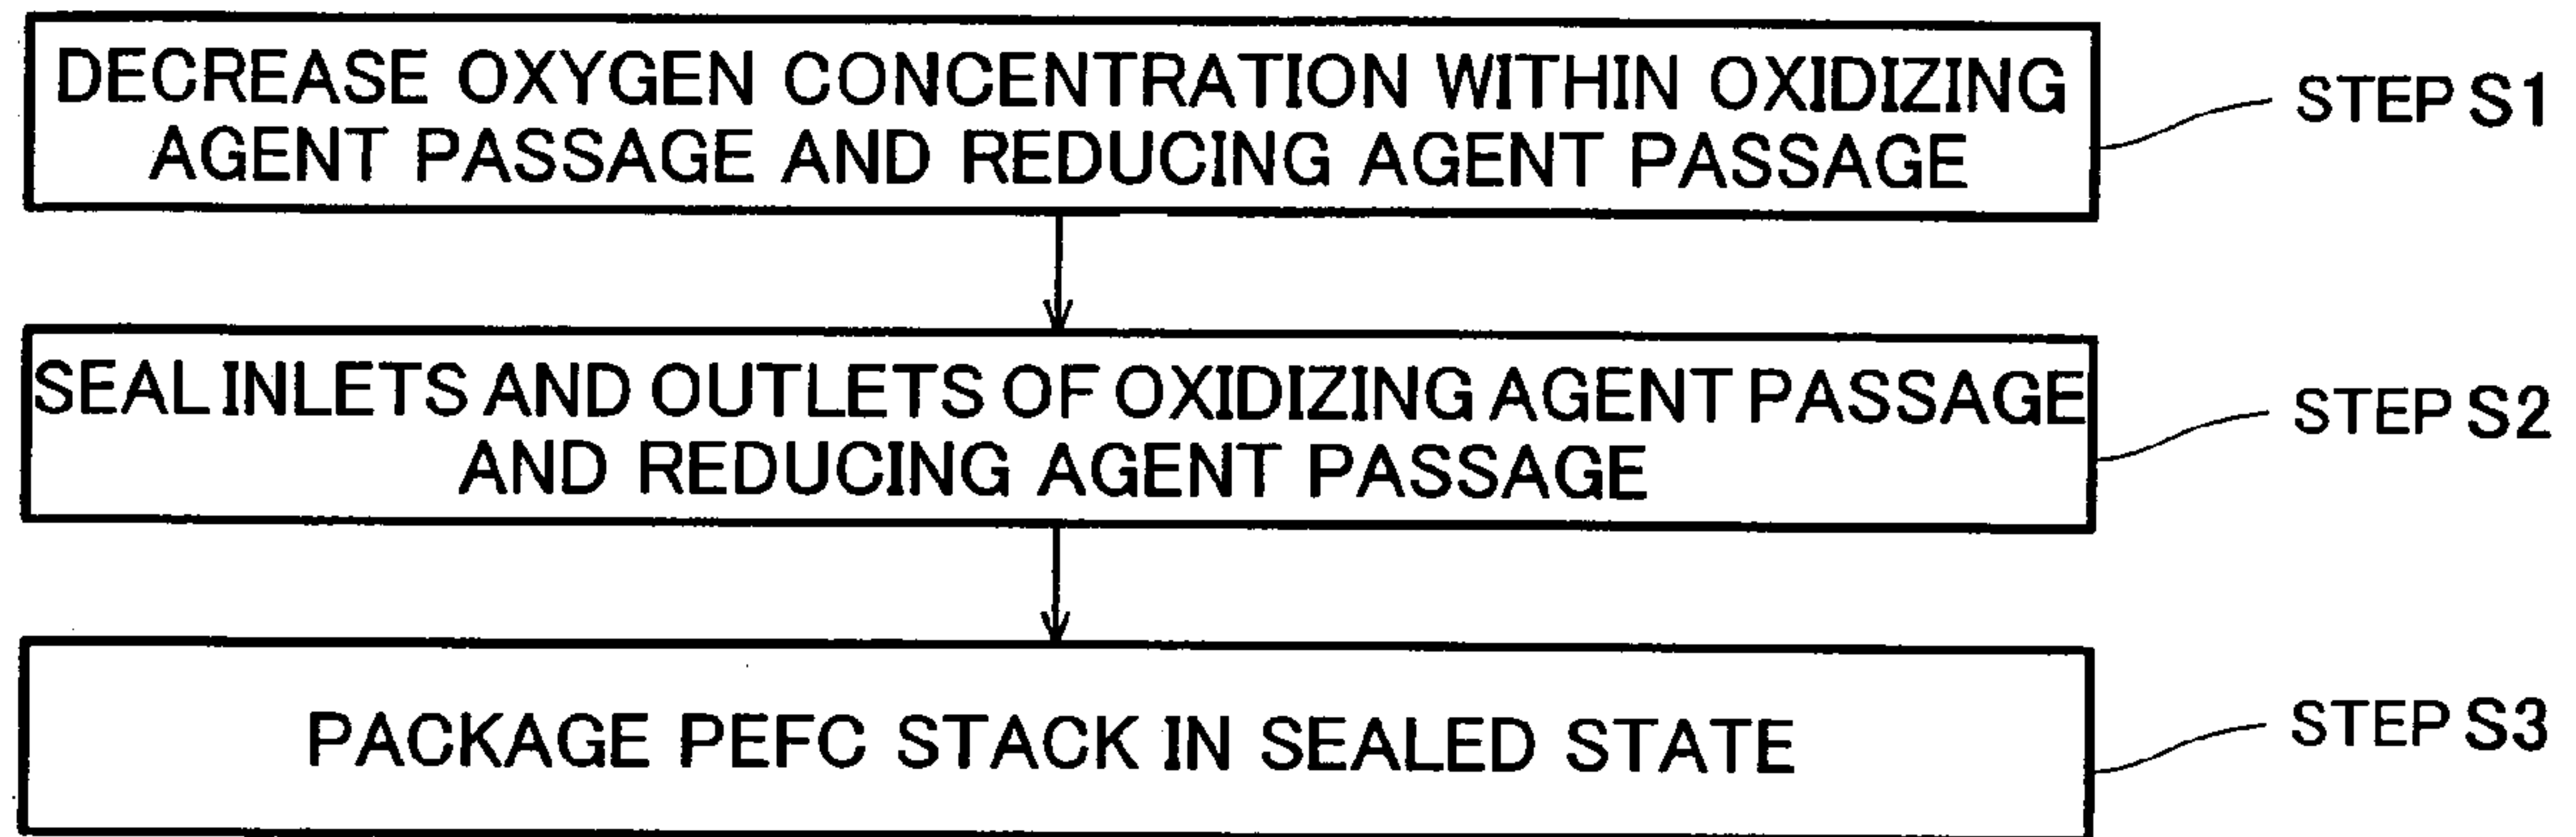 DECREASE OXYGEN CONCENTRATION WITHIN OXIDIZING
AGENT PASSAGE AND REDUCING AGENT PASSAGE
STEP S1
SEAL INLETS AND OUTLETS OF OXIDIZING AGENT PASSAGE
AND REDUCING AGENT PASSAGE
STEP S2
PACKAGE PEFC STACK IN SEALED STATE
STEP S3